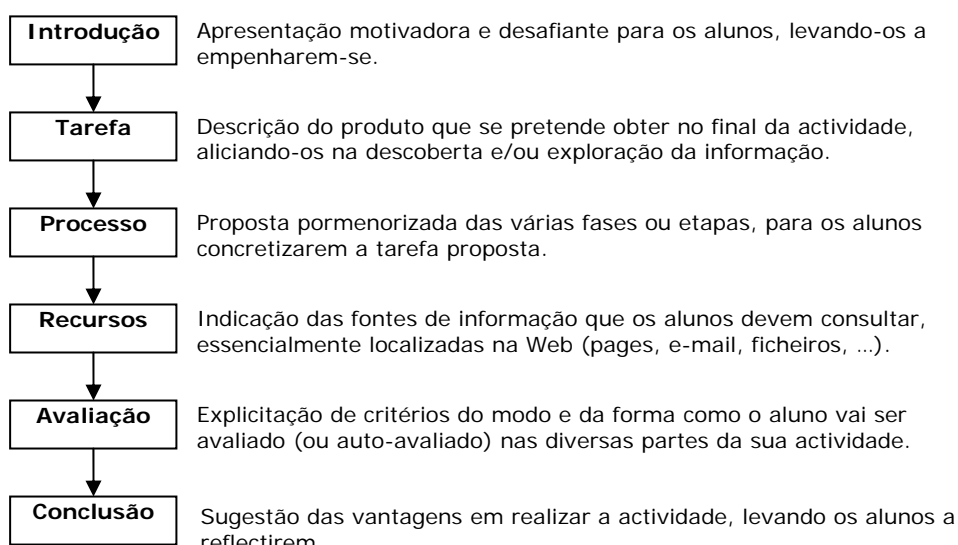 Introdução
Apresentação motivadora e desafiante para os alunos, levando-os a
empenharem-se.
Tarefa
Descrição do produto que se pretende obter no final da actividade,
aliciando-os na descoberta e/ou exploração da informação.
Processo
Proposta pormenorizada das várias fases ou etapas, para os alunos
concretizarem a tarefa proposta.
Recursos
Indicação das fontes de informação que os alunos devem consultar,
essencialmente localizadas na Web (pages, e-mail, ficheiros, …).
Avaliação
Explicitação de critérios do modo e da forma como o aluno vai ser
avaliado (ou auto-avaliado) nas diversas partes da sua actividade.
Conclusão
Sugestão das vantagens em realizar a actividade, levando os alunos a
reflectirem